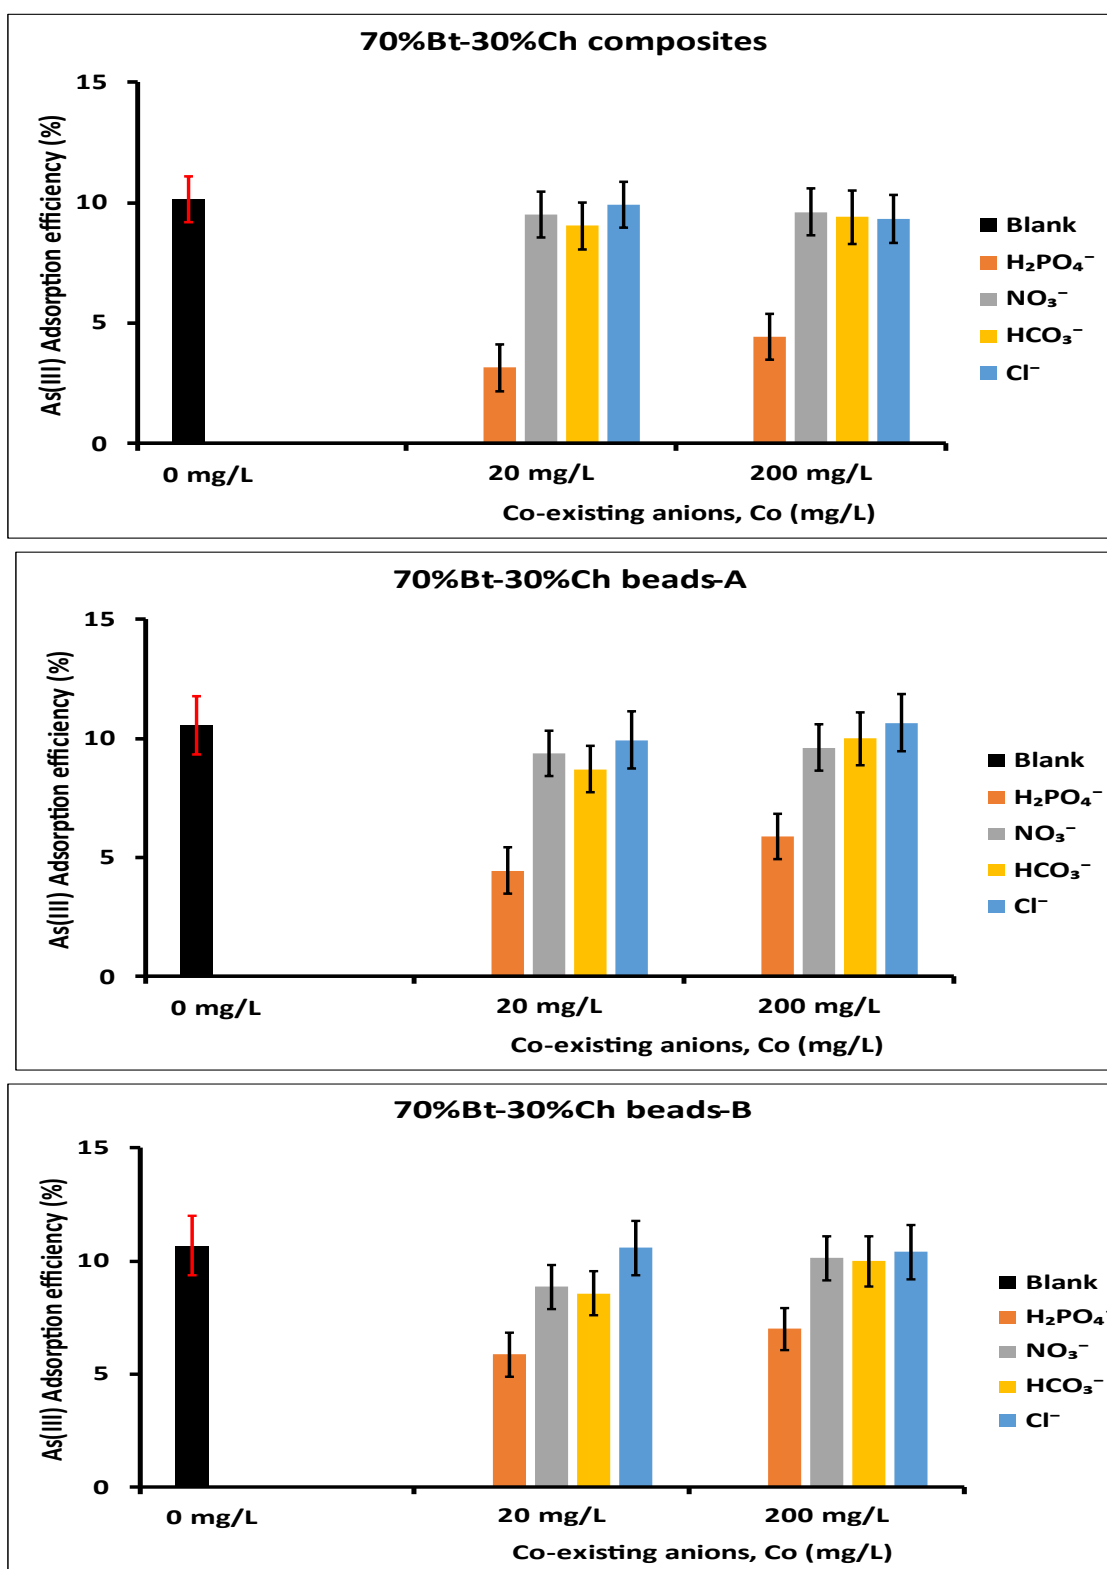 70%Bt-30%Ch composites
As(III) Adsorption efficiency (%)
15
10
5
0
0 mg/L
20 mg/L
200 mg/L
Co-existing anions, Co (mg/L)
Blank
H₂PO₄⁻
NO₃⁻
HCO₃⁻
Cl⁻
70%Bt-30%Ch beads-A
As(III) Adsorption efficiency (%)
15
10
5
0
0 mg/L
20 mg/L
200 mg/L
Co-existing anions, Co (mg/L)
Blank
H₂PO₄⁻
NO₃⁻
HCO₃⁻
Cl⁻
70%Bt-30%Ch beads-B
As(III) Adsorption efficiency (%)
15
10
5
0
0 mg/L
20 mg/L
200 mg/L
Co-existing anions, Co (mg/L)
Blank
H₂PO₄⁻
NO₃⁻
HCO₃⁻
Cl⁻